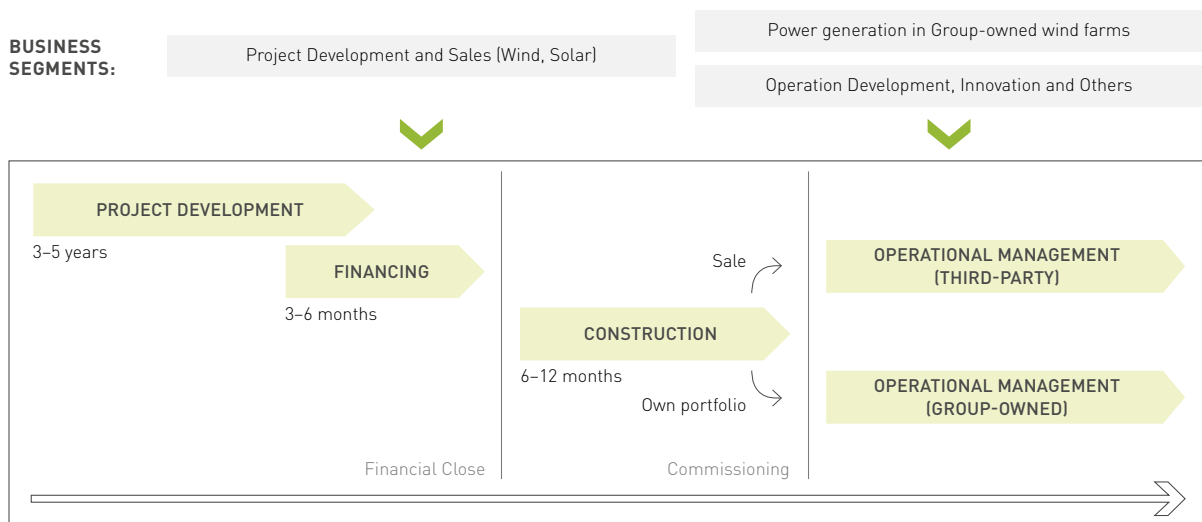 BUSINESS
SEGMENTS:
Project Development and Sales (Wind, Solar)
Power generation in Group-owned wind farms
Operation Development, Innovation and Others
PROJECT DEVELOPMENT
3–5 years
FINANCING
3–6 months
CONSTRUCTION
6–12 months
Sale
Own portfolio
OPERATIONAL MANAGEMENT
(THIRD-PARTY)
OPERATIONAL MANAGEMENT
(GROUP-OWNED)
Financial Close
Commissioning